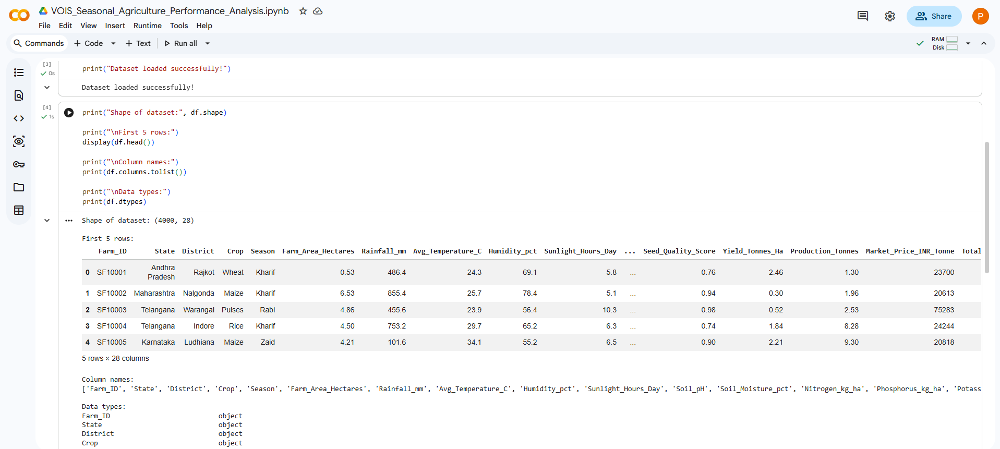 VOIS_Seasonal_Agriculture_Performance_Analysis.ipynb
File Edit View Insert Runtime Tools Help
Share
P
Commands + Code + Text Run all
RAM
Disk
[3]
0s
print("Dataset loaded successfully!")
Dataset loaded successfully!
[4]
1s
print("Shape of dataset:", df.shape)
print("\nFirst 5 rows:")
display(df.head())
print("\nColumn names:")
print(df.columns.tolist())
print("\nData types:")
print(df.dtypes)
Shape of dataset: (4000, 28)
First 5 rows:
Farm_ID State District Crop Season Farm_Area_Hectares Rainfall_mm Avg_Temperature_C Humidity_pct Sunlight_Hours_Day ... Seed_Quality_Score Yield_Tonnes_Ha Production_Tonnes Market_Price_INR_Tonne Total
0 SF10001 Andhra Pradesh Rajkot Wheat Kharif 0.53 486.4 24.3 69.1 5.8 ... 0.76 2.46 1.30 23700
1 SF10002 Maharashtra Nalgonda Maize Kharif 6.53 855.4 25.7 78.4 5.1 ... 0.94 0.30 1.96 20613
2 SF10003 Telangana Warangal Pulses Rabi 4.86 455.6 23.9 56.4 10.3 ... 0.98 0.52 2.53 75283
3 SF10004 Telangana Indore Rice Kharif 4.50 753.2 29.7 65.2 6.3 ... 0.74 1.84 8.28 24244
4 SF10005 Karnataka Ludhiana Maize Zaid 4.21 101.6 34.1 55.2 6.5 ... 0.90 2.21 9.30 20818
5 rows × 28 columns
Column names:
['Farm_ID', 'State', 'District', 'Crop', 'Season', 'Farm_Area_Hectares', 'Rainfall_mm', 'Avg_Temperature_C', 'Humidity_pct', 'Sunlight_Hours_Day', 'Soil_pH', 'Soil_Moisture_pct', 'Nitrogen_kg_ha', 'Phosphorus_kg_ha', 'Potass
Data types:
Farm_ID object
State object
District object
Crop object